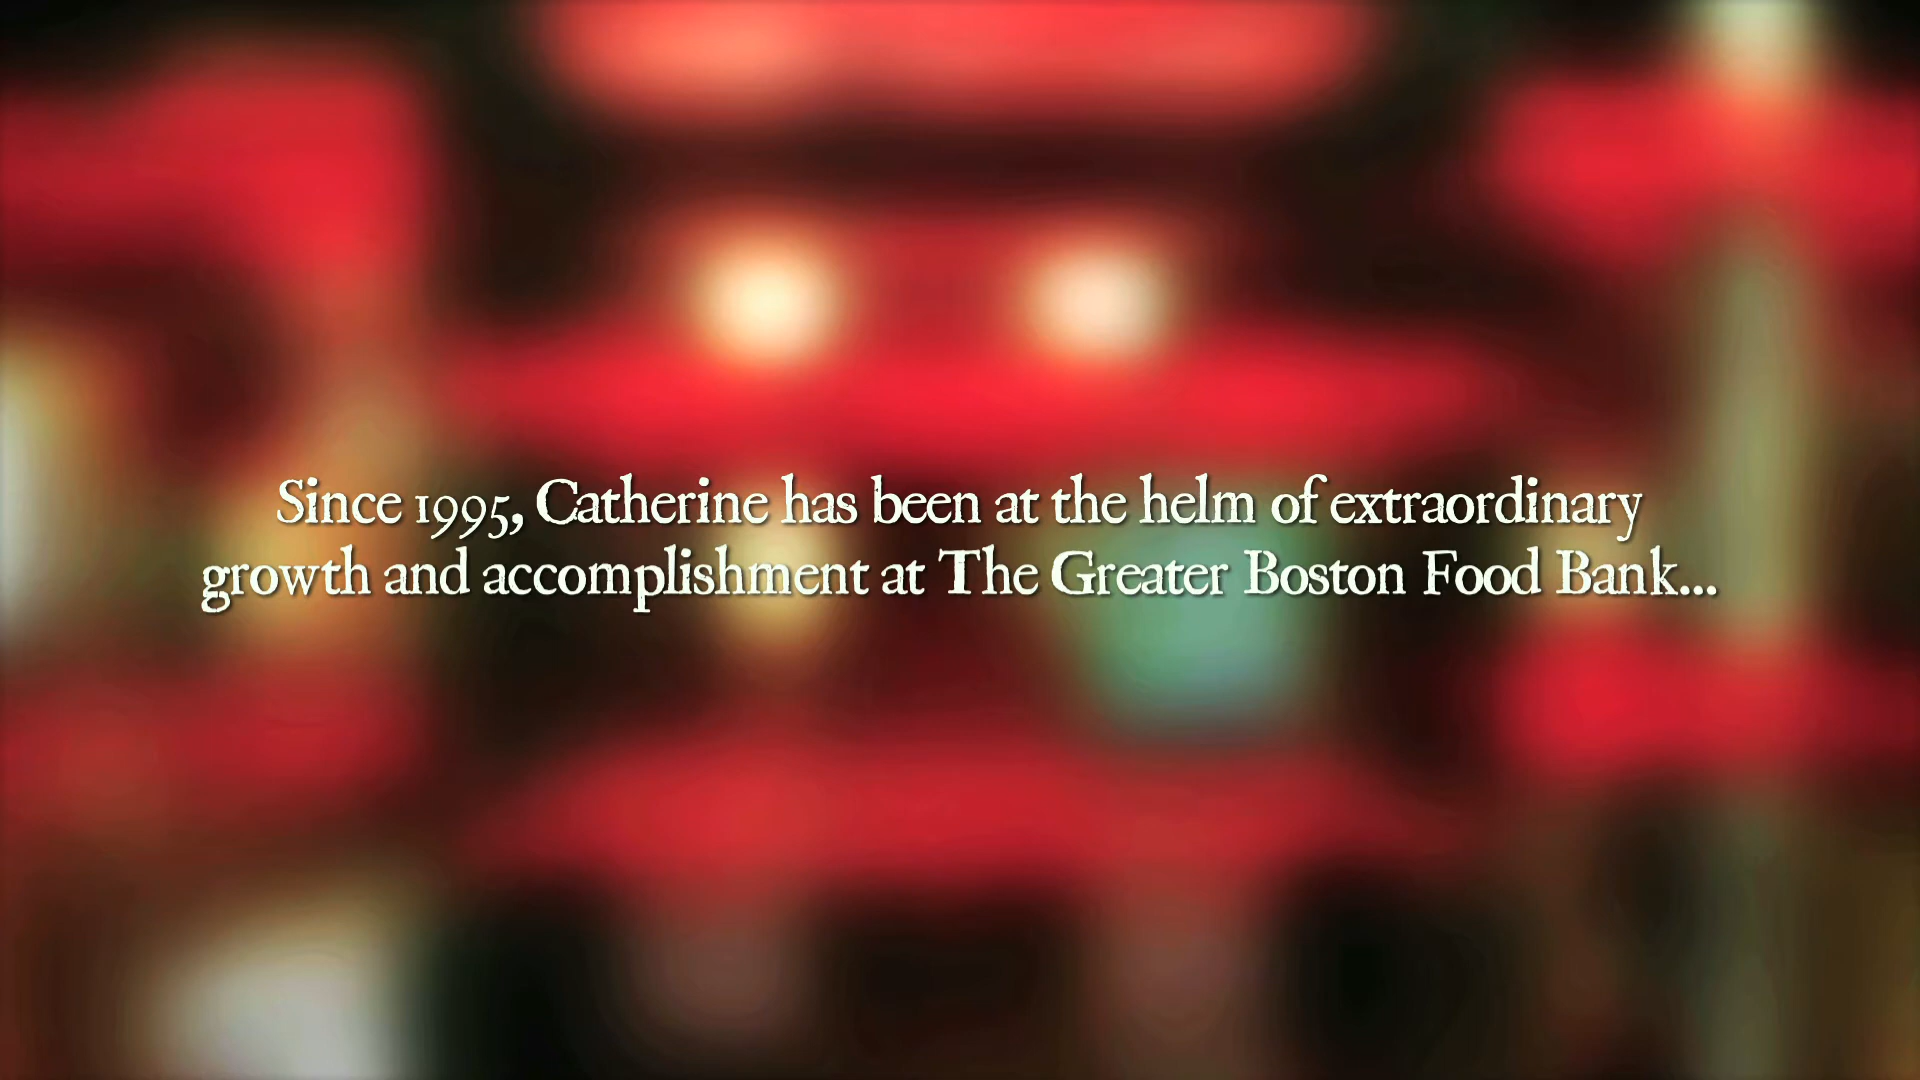 Since 1995, Catherine has been at the helm of extraordinary
growth and accomplishment at The Greater Boston Food Bank...